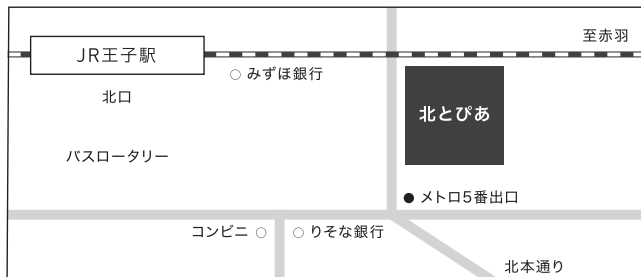 至赤羽
JR王子駅
みずほ銀行
北口
北とぴあ
バスロータリー
メトロ5番出口
コンビニ
りそな銀行
北本通り